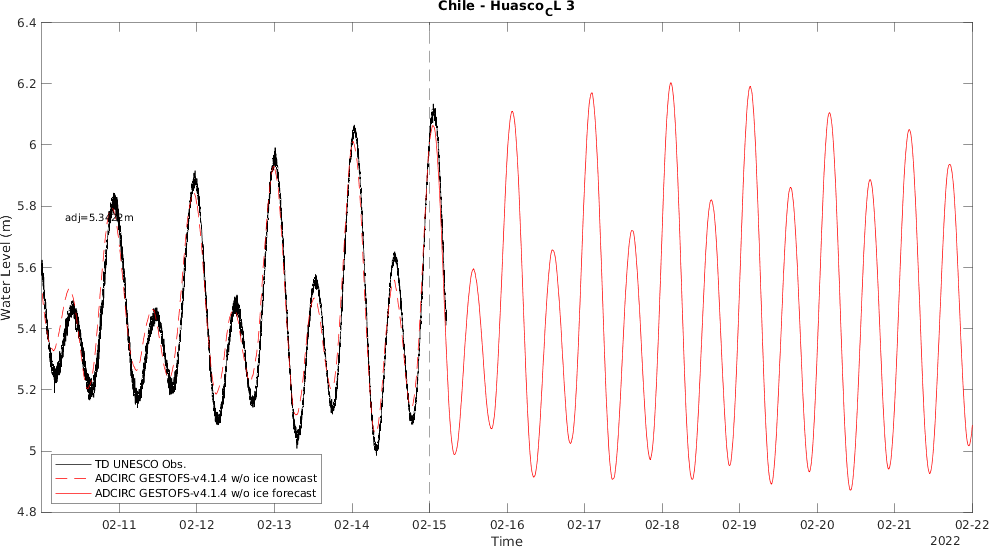 Chile - Huasco_CL 3
6.4
6.2
6
5.8
5.6
5.4
5.2
5
4.8
Water Level (m)
adj=5.3422m
TD UNESCO Obs.
ADCIRC GESTOFS-v4.1.4 w/o ice nowcast
ADCIRC GESTOFS-v4.1.4 w/o ice forecast
02-11 02-12 02-13 02-14 02-15 02-16 02-17 02-18 02-19 02-20 02-21 02-22
Time
2022